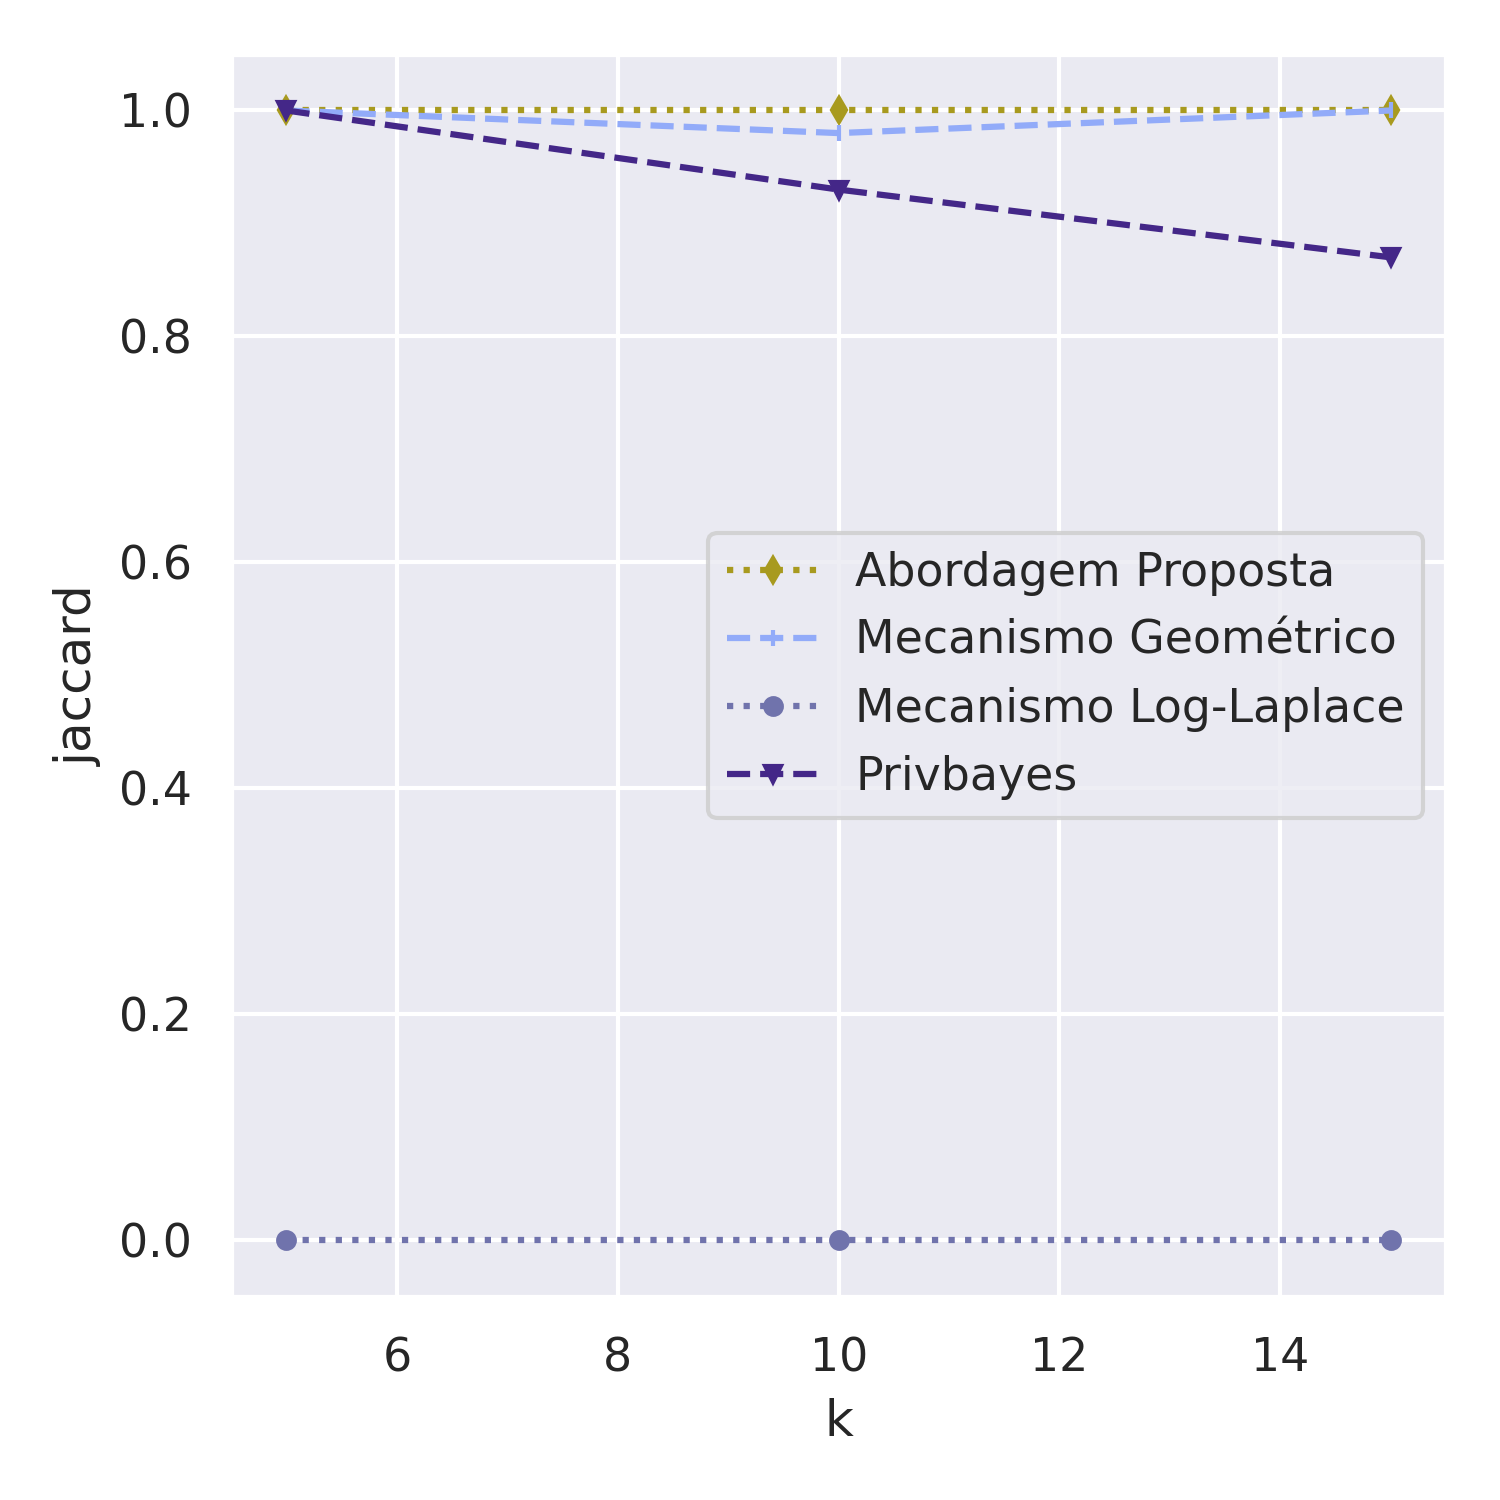 1.0
0.8
0.6
0.4
0.2
0.0
jaccard
Abordagem Proposta
Mecanismo Geométrico
Mecanismo Log-Laplace
Privbayes
6 8 10 12 14
k